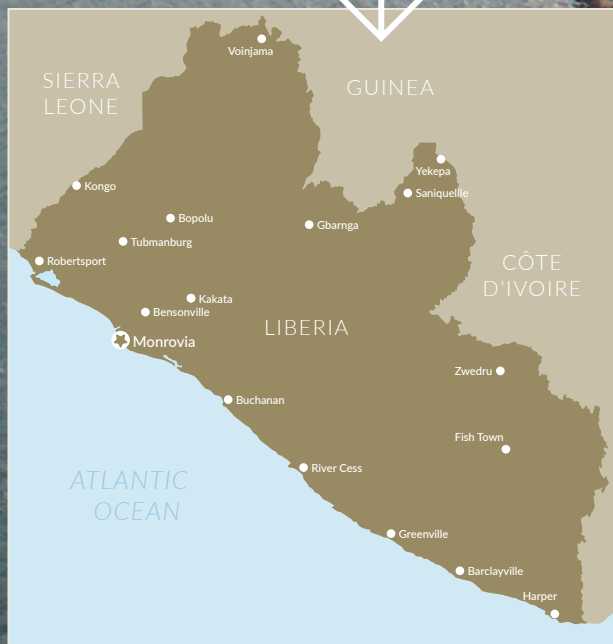 Voinjama
SIERRA
LEONE
GUINEA
Yekepa
Kongo
Saniquellie
Bopolu
Gbarnga
Tubmanburg
Robertsport
CÔTE
D'IVOIRE
Kakata
Bensonville
LIBERIA
Monrovia
Zwedru
Buchanan
Fish Town
River Cess
ATLANTIC
OCEAN
Greenville
Barclayville
Harper